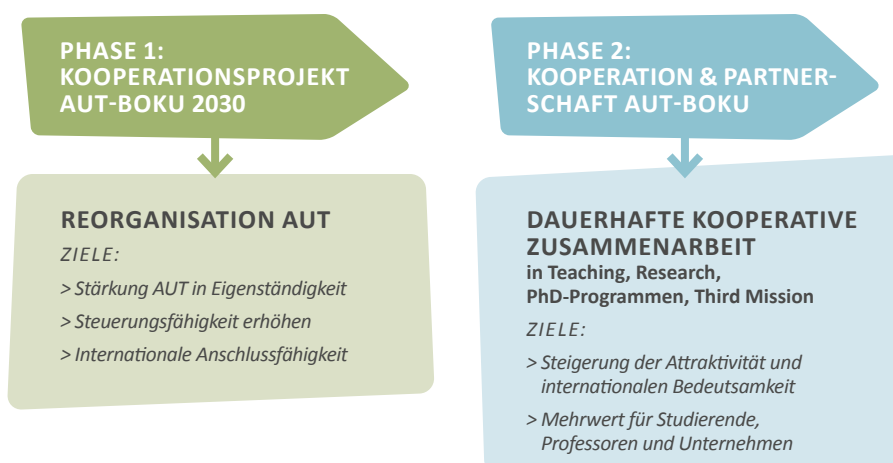 PHASE 1:
KOOPERATIONSPROJEKT
AUT-BOKU 2030
REORGANISATION AUT
ZIELE:
> Stärkung AUT in Eigenständigkeit
> Steuerungsfähigkeit erhöhen
> Internationale Anschlussfähigkeit
PHASE 2:
KOOPERATION & PARTNER-
SCHAFT AUT-BOKU
DAUERHAFTE KOOPERATIVE
ZUSAMMENARBEIT
in Teaching, Research,
PhD-Programmen, Third Mission
ZIELE:
> Steigerung der Attraktivität und
internationalen Bedeutsamkeit
> Mehrwert für Studierende,
Professoren und Unternehmen